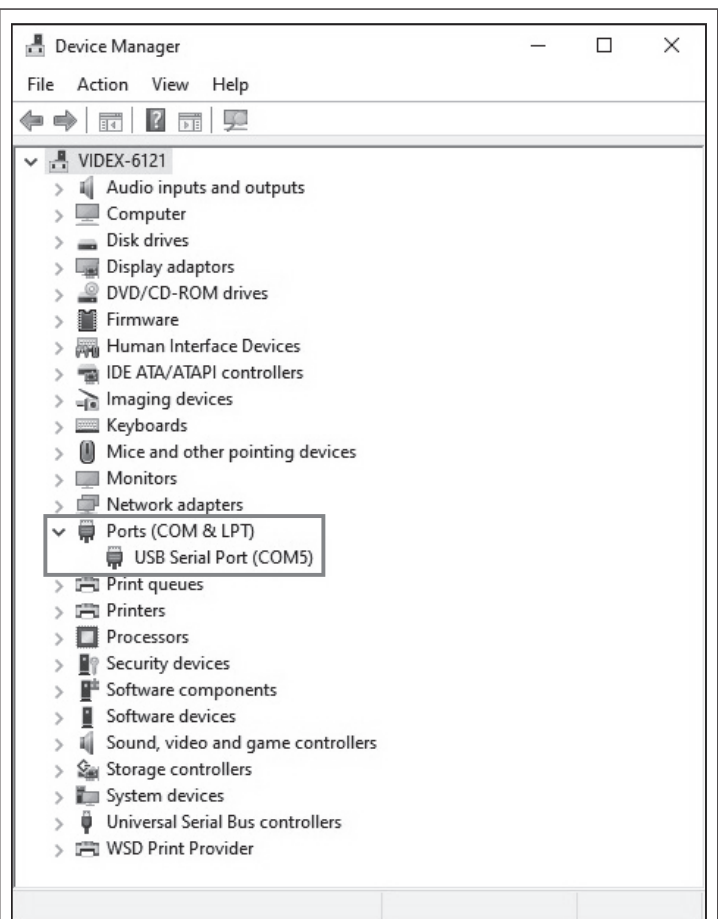 Device Manager
File Action View Help
VIDEX-6121
Audio inputs and outputs
Computer
Disk drives
Display adaptors
DVD/CD-ROM drives
Firmware
Human Interface Devices
IDE ATA/ATAPI controllers
Imaging devices
Keyboards
Mice and other pointing devices
Monitors
Network adapters
Ports (COM & LPT)
USB Serial Port (COM5)
Print queues
Printers
Processors
Security devices
Software components
Software devices
Sound, video and game controllers
Storage controllers
System devices
Universal Serial Bus controllers
WSD Print Provider